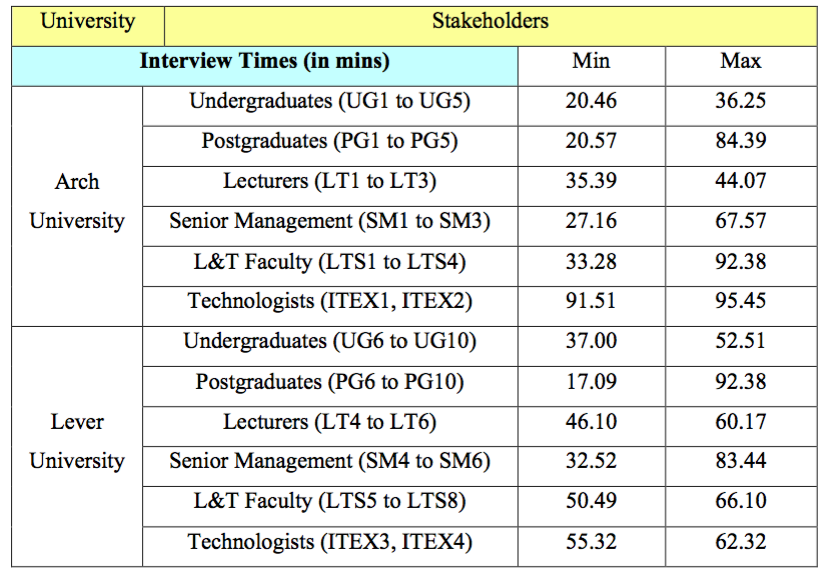 University Stakeholders
Interview Times (in mins) Min Max
Arch University
Undergraduates (UG1 to UG5) 20.46 36.25
Postgraduates (PG1 to PG5) 20.57 84.39
Lecturers (LT1 to LT3) 35.39 44.07
Senior Management (SM1 to SM3) 27.16 67.57
L&T Faculty (LTS1 to LTS4) 33.28 92.38
Technologists (ITEX1, ITEX2) 91.51 95.45
Lever University
Undergraduates (UG6 to UG10) 37.00 52.51
Postgraduates (PG6 to PG10) 17.09 92.38
Lecturers (LT4 to LT6) 46.10 60.17
Senior Management (SM4 to SM6) 32.52 83.44
L&T Faculty (LTS5 to LTS8) 50.49 66.10
Technologists (ITEX3, ITEX4) 55.32 62.32